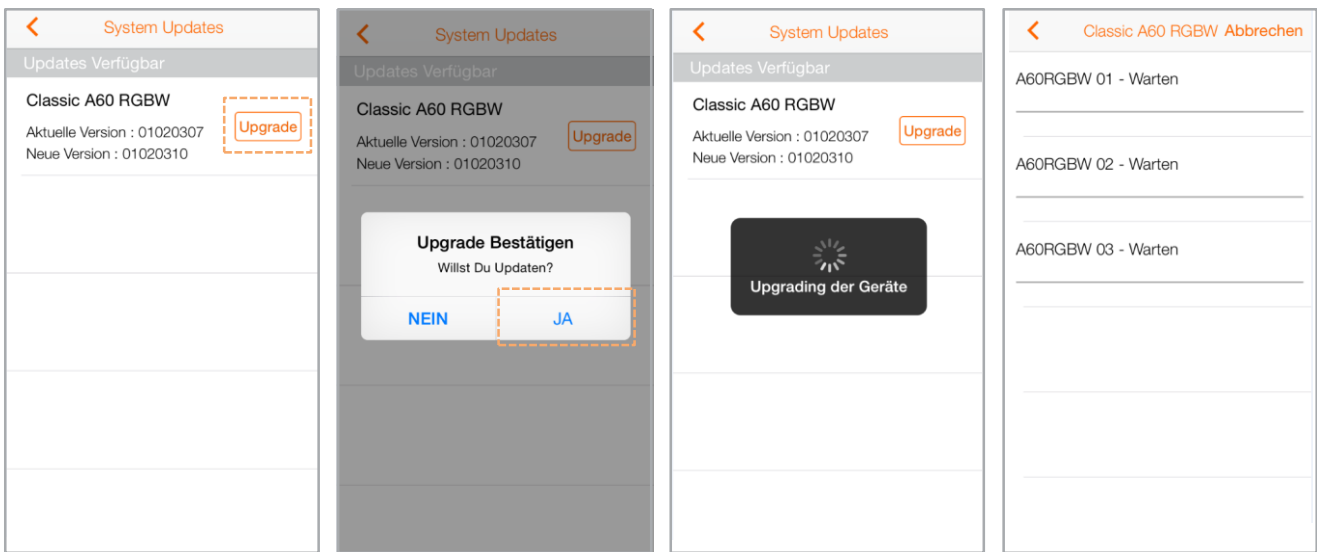 System Updates
Updates Verfügbar
Classic A60 RGBW
Aktuelle Version : 01020307
Upgrade
Neue Version : 01020310
System Updates
Updates Verfügbar
Classic A60 RGBW
Aktuelle Version : 01020307
Upgrade
Neue Version : 01020310
Upgrade Bestätigen
Willst Du Updaten?
NEIN
JA
System Updates
Updates Verfügbar
Classic A60 RGBW
Aktuelle Version : 01020307
Upgrade
Neue Version : 01020310
Upgrading der Geräte
Classic A60 RGBW Abbrechen
A60RGBW 01 - Warten
A60RGBW 02 - Warten
A60RGBW 03 - Warten